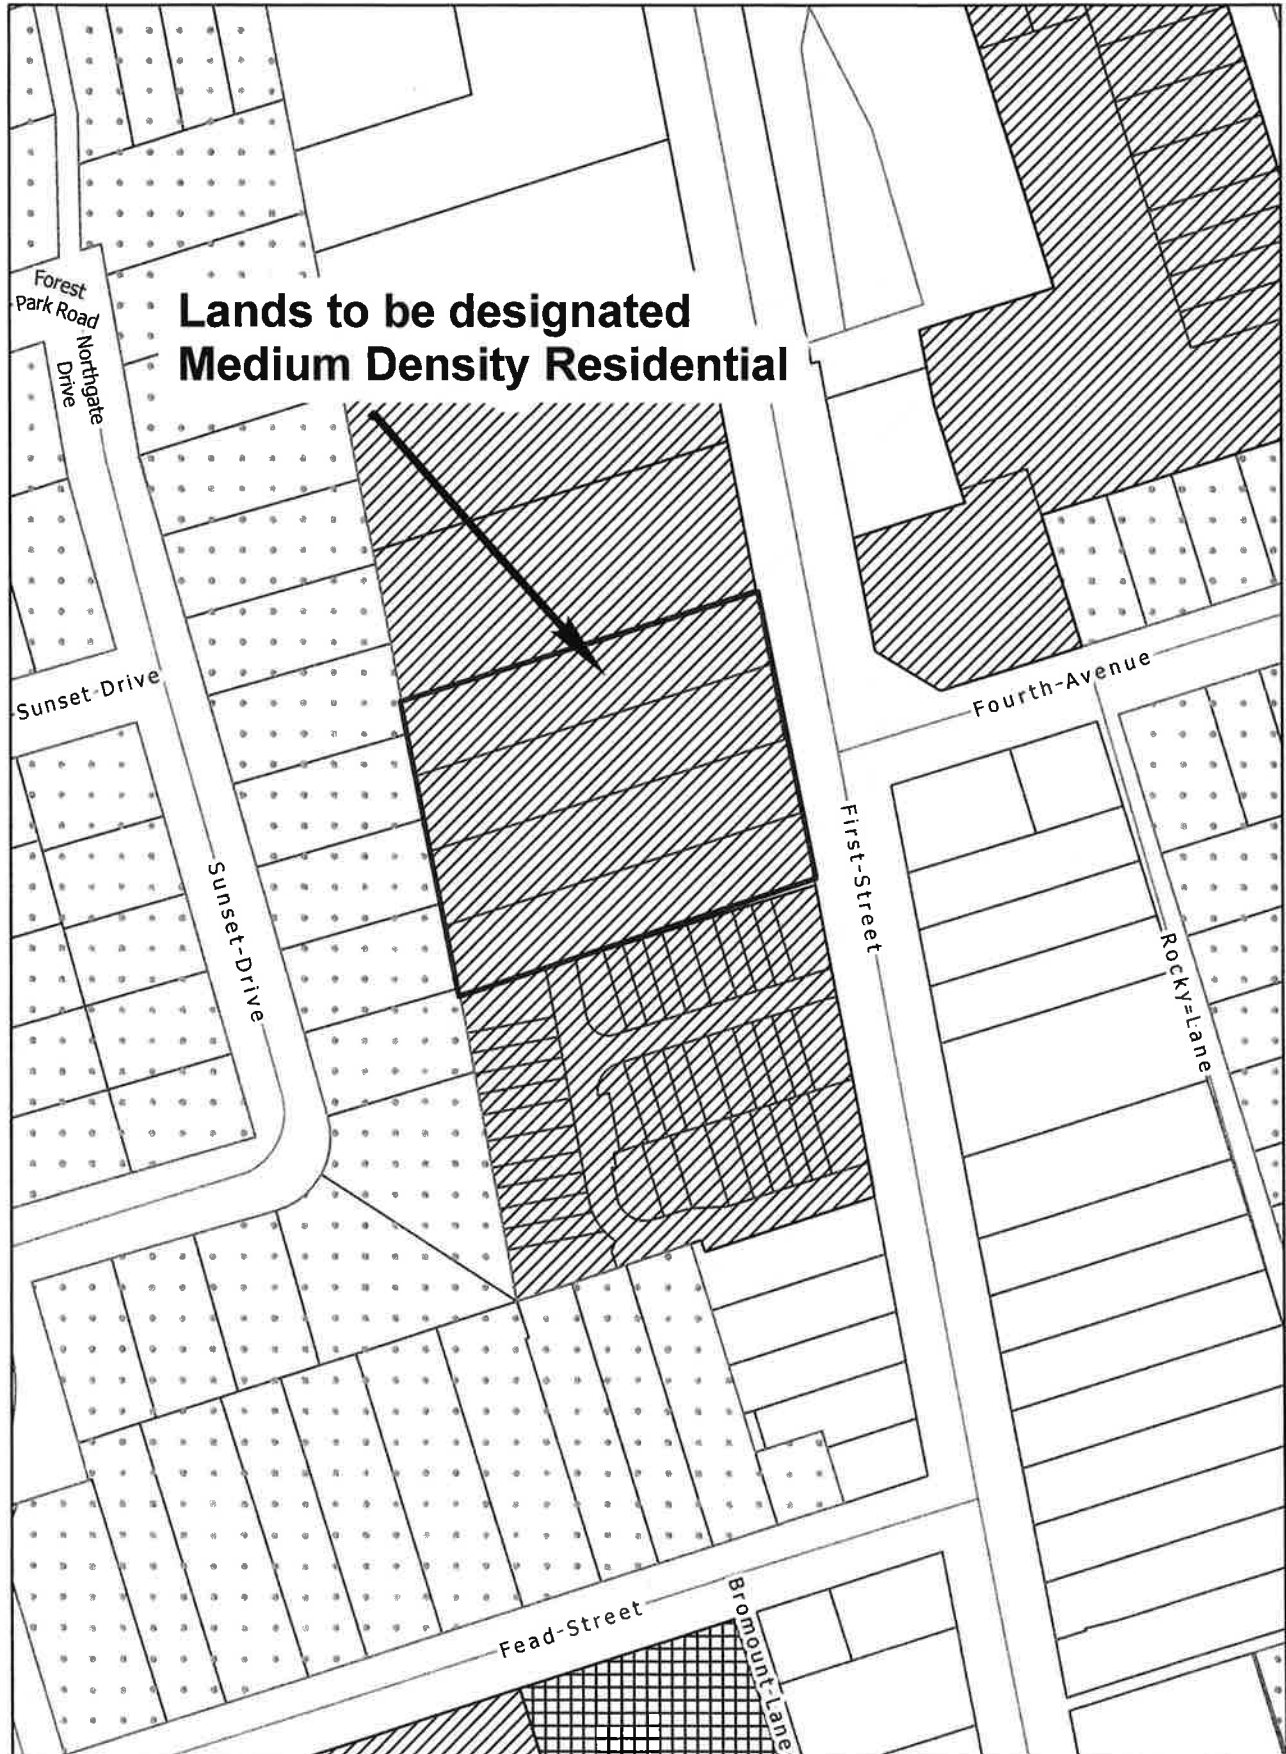 Forest
Park Road
Northgate
Drive
Lands to be designated
Medium Density Residential
Sunset-Drive
Fourth-Avenue
First-Street
Sunset-Drive
Rocky-Lane
Fead-Street
Bromount-Lane